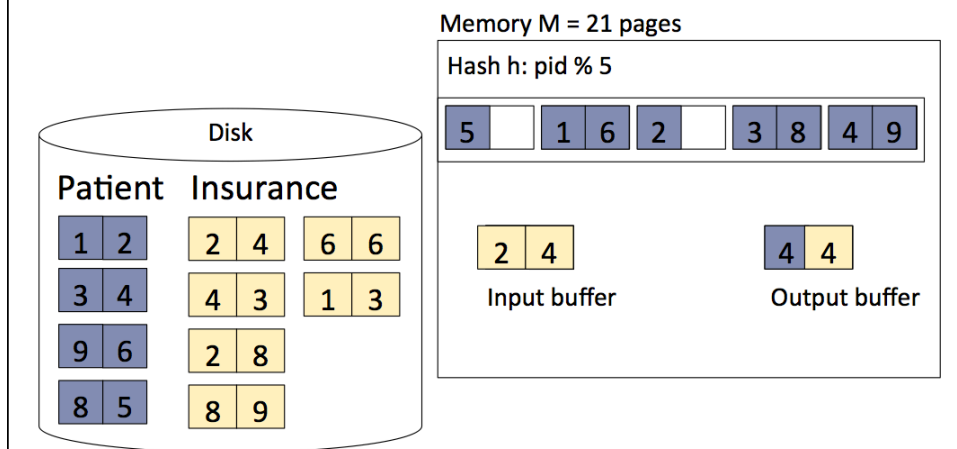 Memory M = 21 pages
Hash h: pid % 5
5 1 6 2 3 8 4 9
Disk
Patient Insurance
1 2 2 4 6 6
3 4 4 3 1 3
9 6 2 8
8 5 8 9
2 4 4 4
Input buffer Output buffer